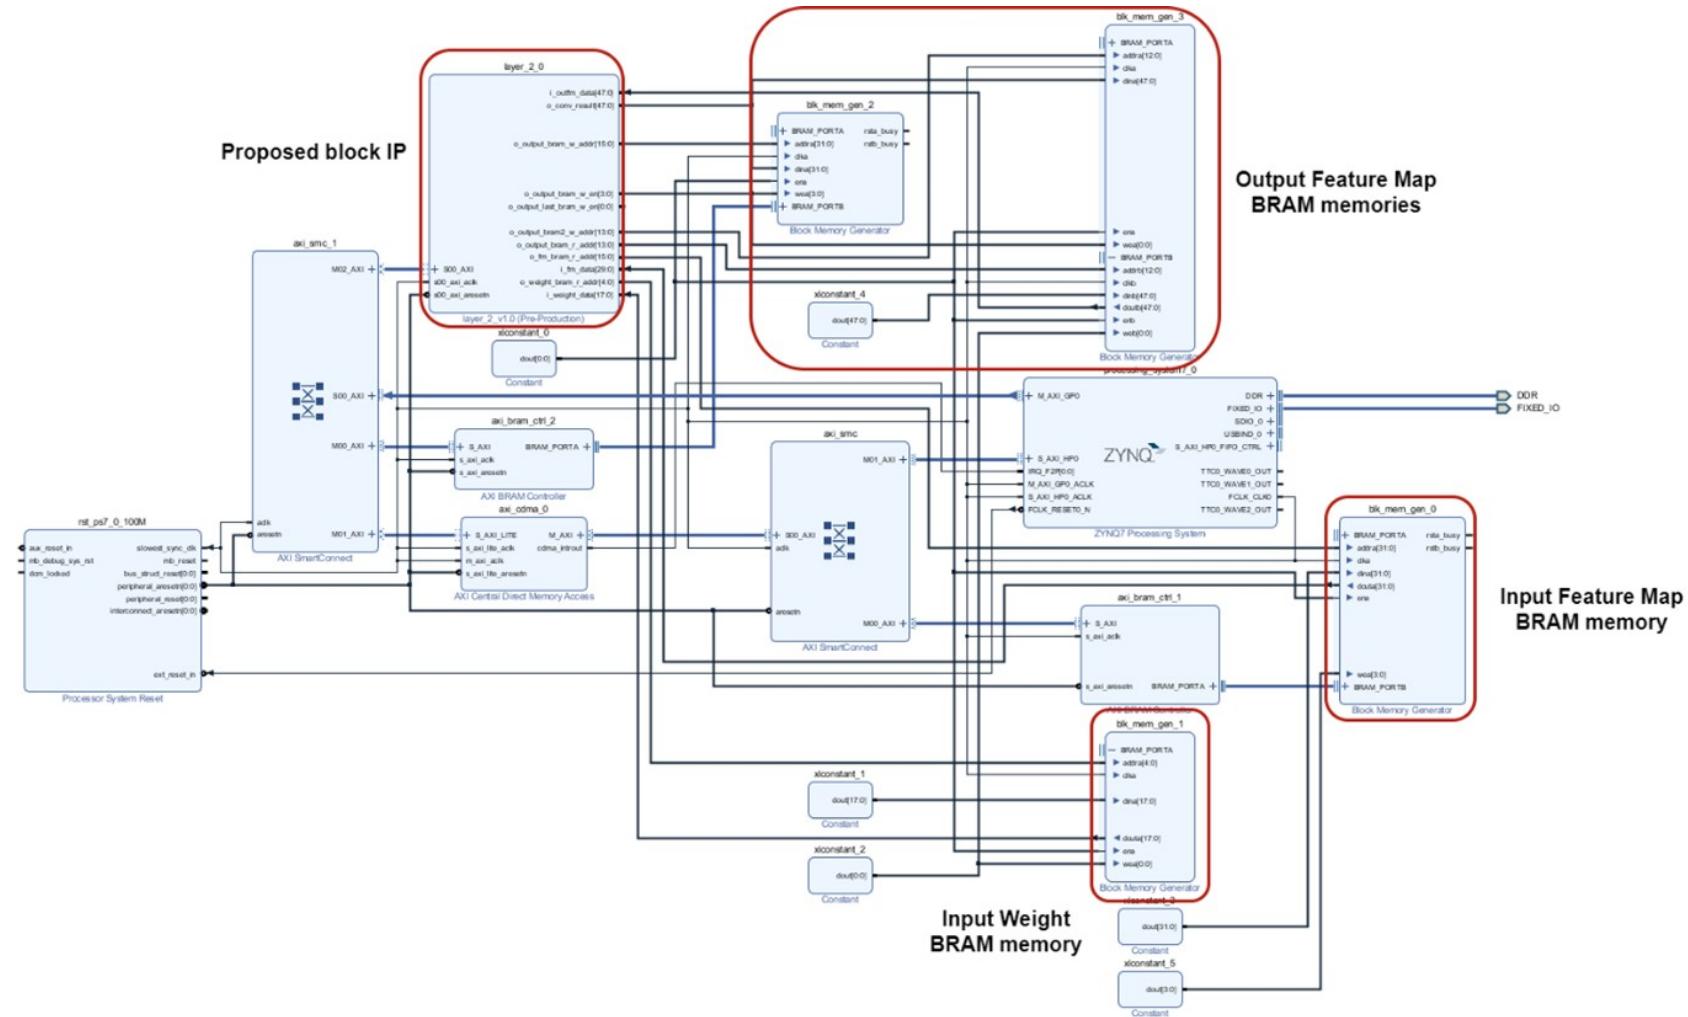 Proposed block IP
layer_2_0
i_outfm_data[47:0]
o_conv_result[47:0]
o_output_bram_w_addr[15:0]
o_output_bram_w_en[3:0]
o_output_last_bram_w_en[0:0]
o_output_bram2_w_addr[13:0]
o_output_bram_r_addr[13:0]
o_fm_bram_r_addr[15:0]
i_fm_data[29:0]
o_weight_bram_r_addr[4:0]
i_weight_data[17:0]
S00_AXI
s00_axi_aclk
s00_axi_aresetn
layer_2_v1.0 (Pre-Production)
blk_mem_gen_2
BRAM_PORTA
addra[31:0]
clka
dina[31:0]
ena
wea[3:0]
BRAM_PORTB
rsta_busy
rstb_busy
Block Memory Generator
blk_mem_gen_3
BRAM_PORTA
addra[12:0]
clka
dina[47:0]
ena
wea[0:0]
BRAM_PORTB
addrb[12:0]
clkb
dinb[47:0]
doutb[47:0]
enb
web[0:0]
Block Memory Generator
Output Feature Map
BRAM memories
xlconstant_4
dout[47:0]
Constant
xlconstant_0
dout[0:0]
Constant
axi_smc_1
M02_AXI
S00_AXI
M00_AXI
aclk
aresetn
M01_AXI
AXI SmartConnect
axi_bram_ctrl_2
S_AXI
s_axi_aclk
s_axi_aresetn
BRAM_PORTA
AXI BRAM Controller
axi_cdma_0
S_AXI_LITE
s_axi_lite_aclk
m_axi_aclk
s_axi_lite_aresetn
M_AXI
cdma_introut
AXI Central Direct Memory Access
axi_smc
M01_AXI
S00_AXI
aclk
aresetn
M00_AXI
AXI SmartConnect
processing_system7_0
M_AXI_GP0
S_AXI_HP0
IRQ_F2P[0:0]
M_AXI_GP0_ACLK
S_AXI_HP0_ACLK
FCLK_RESET0_N
ZYNQ
DDR
FIXED_IO
SDIO_0
USBIND_0
S_AXI_HP0_FIFO_CTRL
TTC0_WAVE0_OUT
TTC0_WAVE1_OUT
FCLK_CLK0
TTC0_WAVE2_OUT
ZYNQ7 Processing System
DDR
FIXED_IO
rst_ps7_0_100M
aux_reset_in
mb_debug_sys_rst
dcm_locked
slowest_sync_clk
mb_reset
bus_struct_reset[0:0]
peripheral_aresetn[0:0]
peripheral_reset[0:0]
interconnect_aresetn[0:0]
ext_reset_in
Processor System Reset
blk_mem_gen_0
BRAM_PORTA
addra[31:0]
clka
dina[31:0]
douta[31:0]
ena
wea[3:0]
BRAM_PORTB
rsta_busy
rstb_busy
Block Memory Generator
Input Feature Map
BRAM memory
axi_bram_ctrl_1
S_AXI
s_axi_aclk
s_axi_aresetn
BRAM_PORTA
AXI BRAM Controller
blk_mem_gen_1
BRAM_PORTA
addra[4:0]
clka
dina[17:0]
douta[17:0]
ena
wea[0:0]
Block Memory Generator
xlconstant_1
dout[17:0]
Constant
xlconstant_2
dout[0:0]
Constant
Input Weight
BRAM memory
xlconstant_3
dout[31:0]
Constant
xlconstant_5
dout[3:0]
Constant